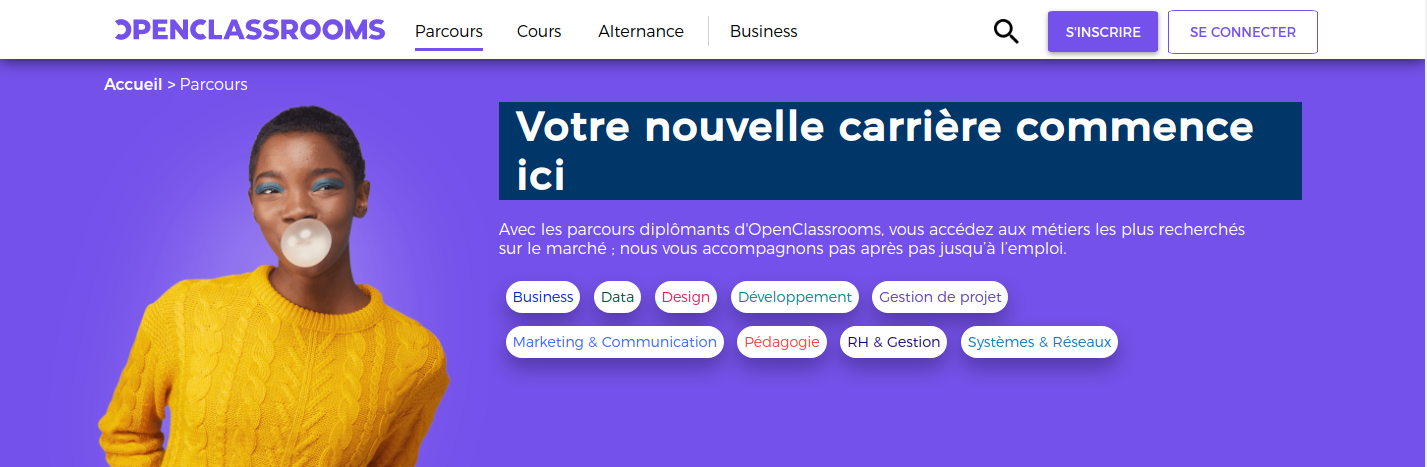 OPENCLASSROOMS Parcours Cours Alternance Business S'INSCRIRE SE CONNECTER
Accueil > Parcours
Votre nouvelle carrière commence
ici
Avec les parcours diplômants d'OpenClassrooms, vous accédez aux métiers les plus recherchés
sur le marché ; nous vous accompagnons pas après pas jusqu'à l’emploi.
Business Data Design Développement Gestion de projet
Marketing & Communication Pédagogie RH & Gestion Systèmes & Réseaux